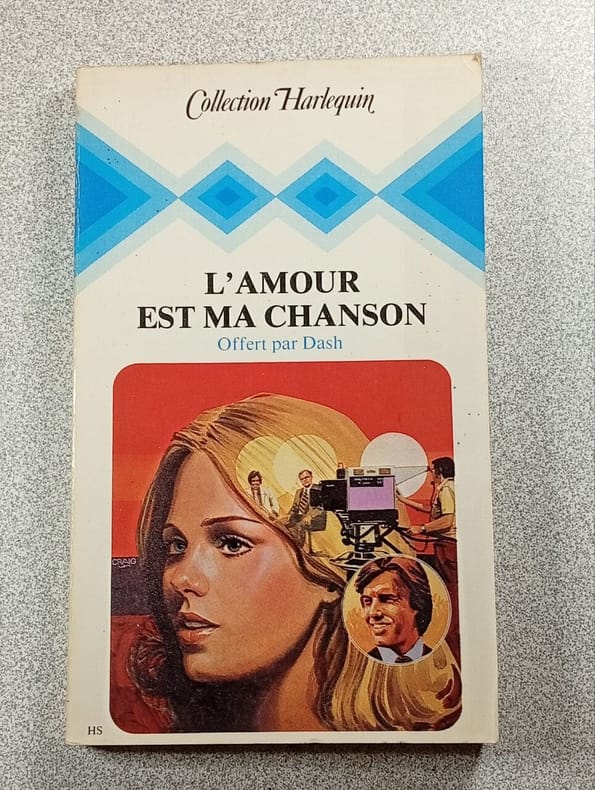 Collection Harlequin
L'AMOUR
EST MA CHANSON
Offert par Dash
CRAIG
HS